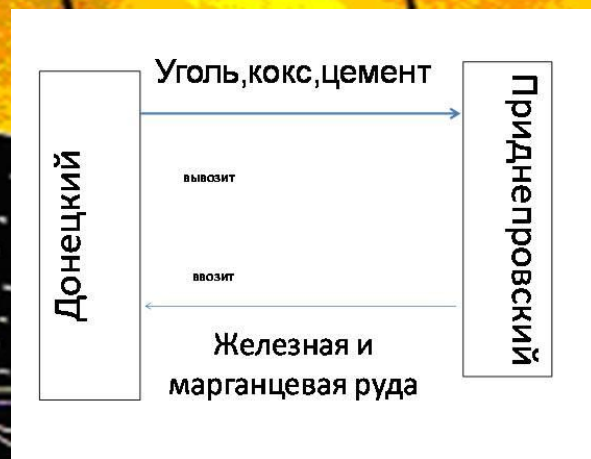 Уголь,кокс,цемент
Донецкий
Приднепровский
вывозит
ввозит
Железная и
марганцевая руда